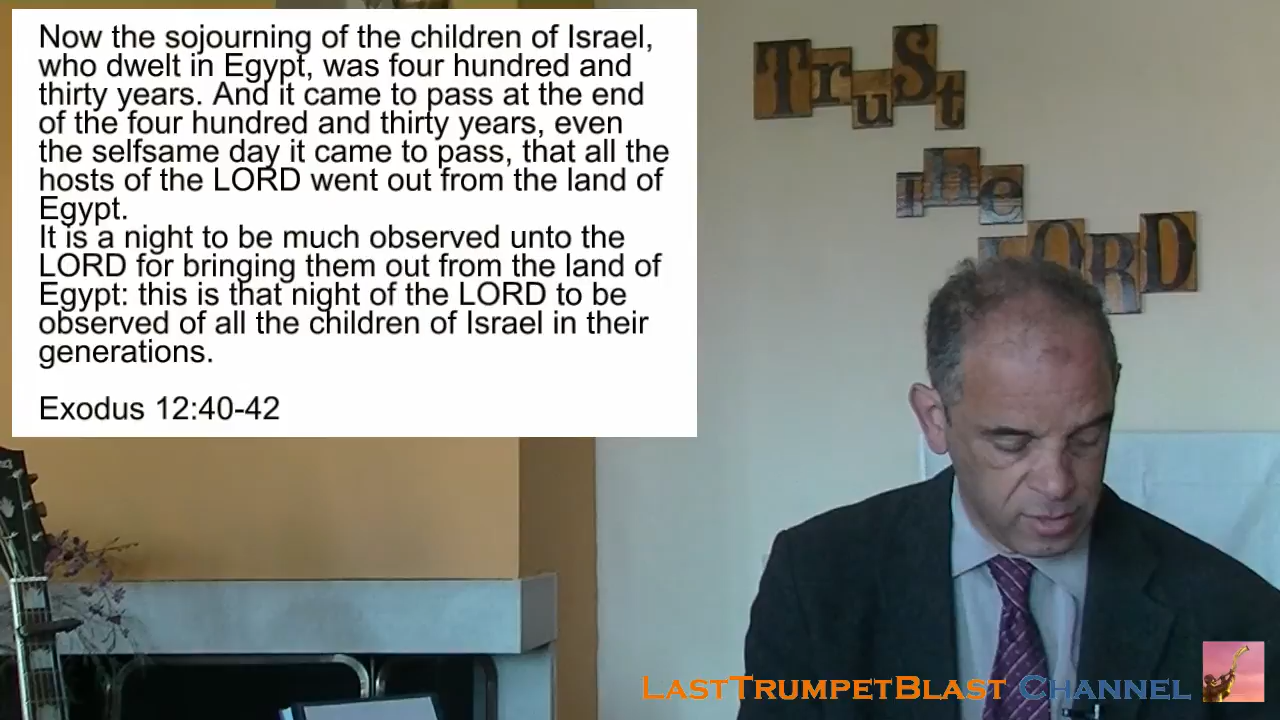 Now the sojourning of the children of Israel,
who dwelt in Egypt, was four hundred and
thirty years. And it came to pass at the end
of the four hundred and thirty years, even
the selfsame day it came to pass, that all the
hosts of the LORD went out from the land of
Egypt.
It is a night to be much observed unto the
LORD for bringing them out from the land of
Egypt: this is that night of the LORD to be
observed of all the children of Israel in their
generations.
Exodus 12:40-42
Trust
The
LORD
LastTrumpetBlast Channel